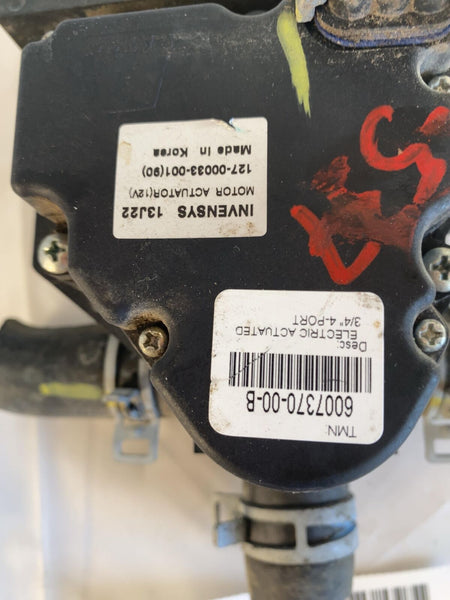 INVENSYS 13J22
MOTOR ACTUATOR(12V)
127-00033-001(90)
Made in Korea
TMN:
6007370-00-B
Desc:
ELECTRIC ACTUATED
3/4" 4-PORT